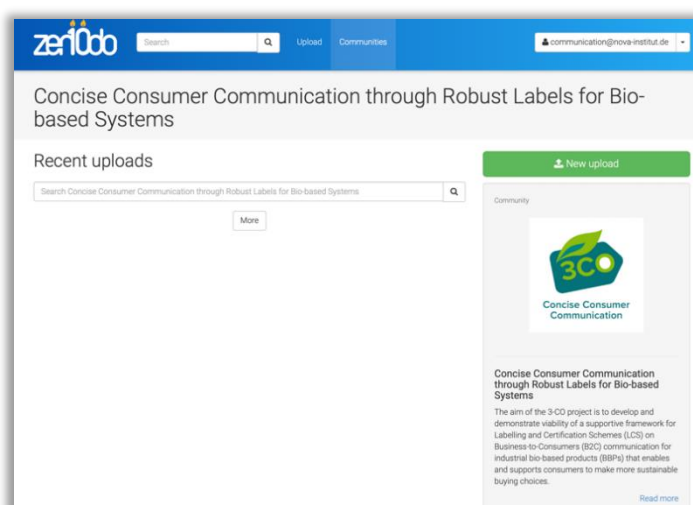 zen10do
Search
Upload
Communities
communication@nova-institut.de
Concise Consumer Communication through Robust Labels for Bio-
based Systems
Recent uploads
New upload
Search Concise Consumer Communication through Robust Labels for Bio-based Systems
More
Community
3CO
Concise Consumer
Communication
Concise Consumer Communication
through Robust Labels for Bio-based
Systems
The aim of the 3-CO project is to develop and
demonstrate viability of a supportive framework for
Labelling and Certification Schemes (LCS) on
Business-to-Consumers (B2C) communication for
industrial bio-based products (BBPs) that enables
and supports consumers to make more sustainable
buying choices.
Read more